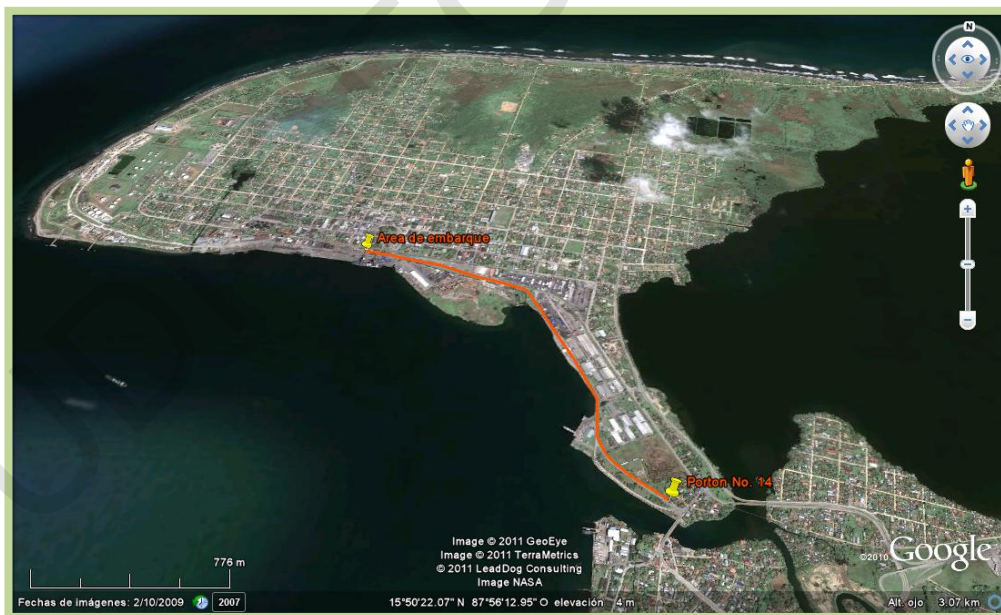 N
Área de embarque
Porton No. 14
Image © 2011 GeoEye
Image © 2011 TerraMetrics
© 2011 LeadDog Consulting
Image NASA
©2010 Google
776 m
Fechas de imágenes: 2/10/2009 2007 15°50'22.07" N 87°56'12.95" O elevación 4 m Alt. ojo 3.07 km